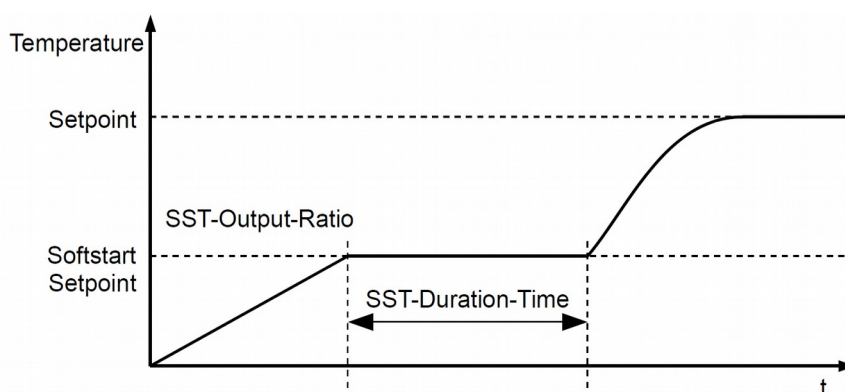 Temperature
Setpoint
SST-Output-Ratio
Softstart
Setpoint
SST-Duration-Time
t